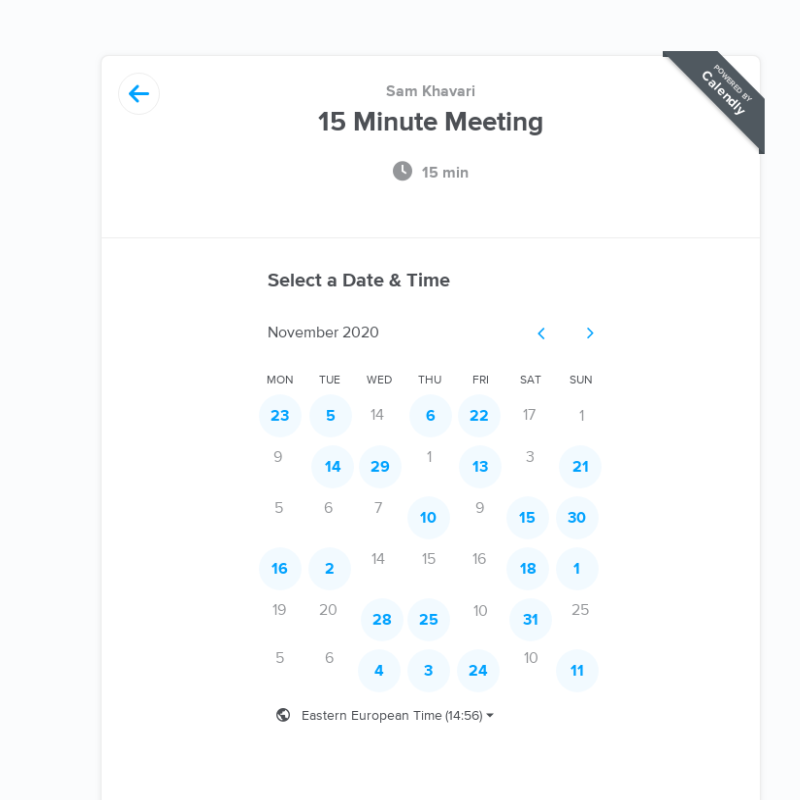 POWERED BY
Calendly
Sam Khavari
15 Minute Meeting
15 min
Select a Date & Time
November 2020
MON TUE WED THU FRI SAT SUN
23 5 14 6 22 17 1
9 14 29 1 13 3 21
5 6 7 10 9 15 30
16 2 14 15 16 18 1
19 20 28 25 10 31 25
5 6 4 3 24 10 11
Eastern European Time (14:56)